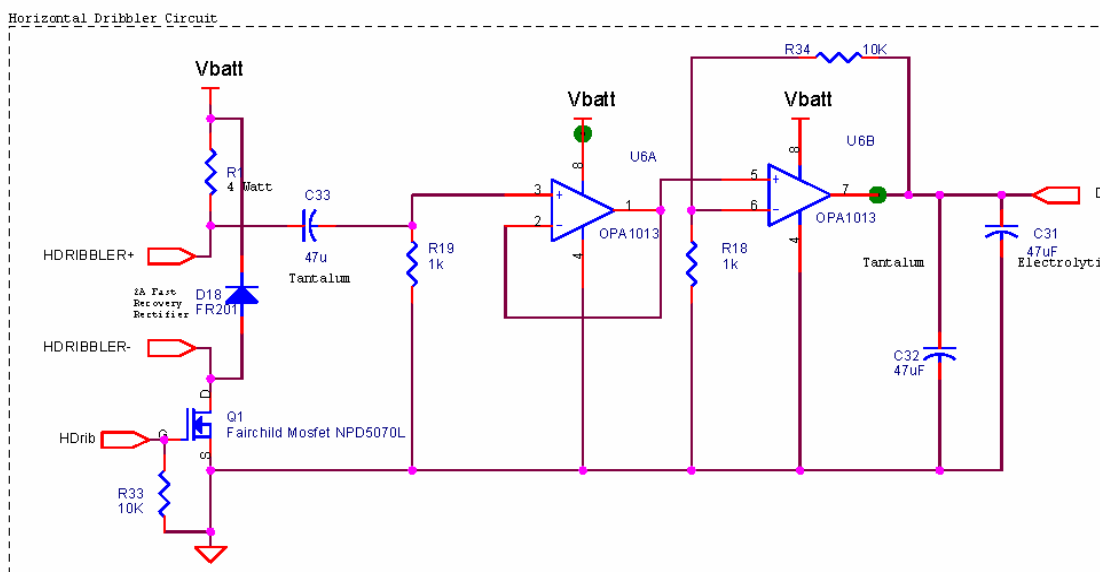 Horizontal Dribbler Circuit
R34
10K
Vbatt
Vbatt
Vbatt
8
U6A
8
U6B
R1
4 Watt
C33
47u
Tantalum
3
+
2
-
1
OPA1013
4
5
+
6
-
7
OPA1013
4
HDRIBBLER+
R19
1k
R18
1k
Tantalum
C31
47uF
2A Fast
Recovery
Rectifier
D18
FR201
HDRIBBLER-
C32
47uF
D
Q1
Fairchild Mosfet NPD5070L
HDrib
G
S
R33
10K